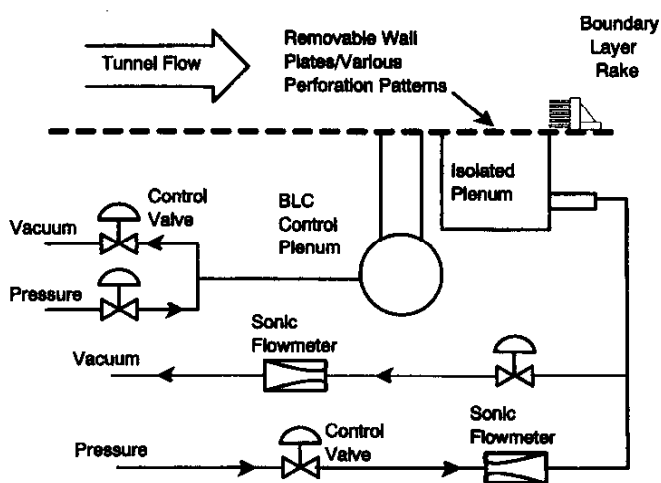 Tunnel Flow
Removable Wall
Plates/Various
Perforation Patterns
Boundary
Layer
Rake
Isolated
Plenum
BLC
Control
Plenum
Control
Valve
Vacuum
Pressure
Sonic
Flowmeter
Vacuum
Pressure
Control
Valve
Sonic
Flowmeter